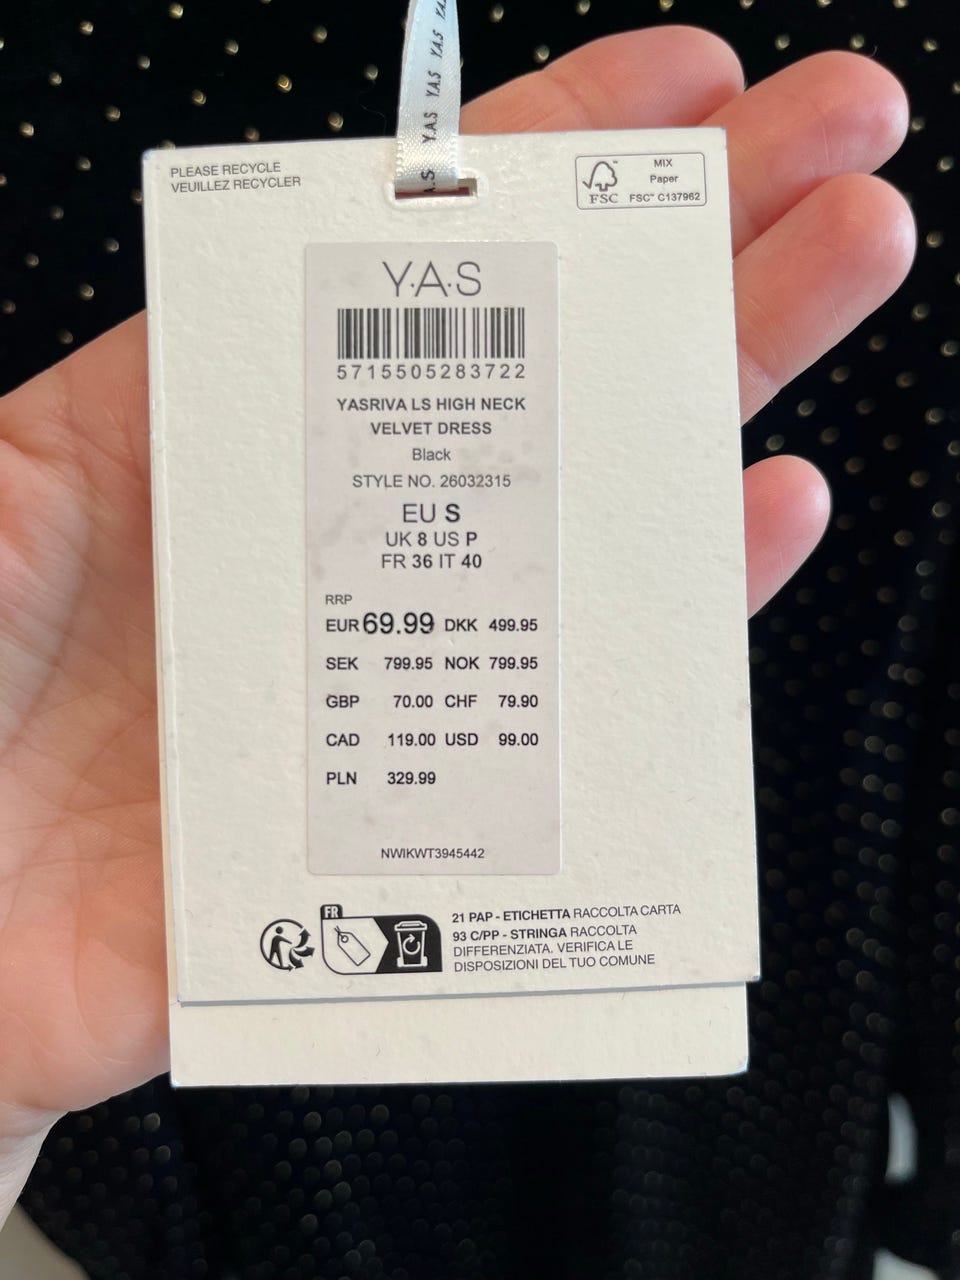 Y.A.S Y.A.S Y.A.S
PLEASE RECYCLE
VEUILLEZ RECYCLER
MIX
Paper
FSC™ C137962
FSC™
Y.A.S
5715505283722
YASRIVA LS HIGH NECK
VELVET DRESS
Black
STYLE NO. 26032315
EU S
UK 8 US P
FR 36 IT 40
RRP
EUR 69.99 DKK 499.95
SEK 799.95 NOK 799.95
GBP 70.00 CHF 79.90
CAD 119.00 USD 99.00
PLN 329.99
NWIKWT3945442
FR
21 PAP - ETICHETTA RACCOLTA CARTA
93 C/PP - STRINGA RACCOLTA
DIFFERENZIATA. VERIFICA LE
DISPOSIZIONI DEL TUO COMUNE